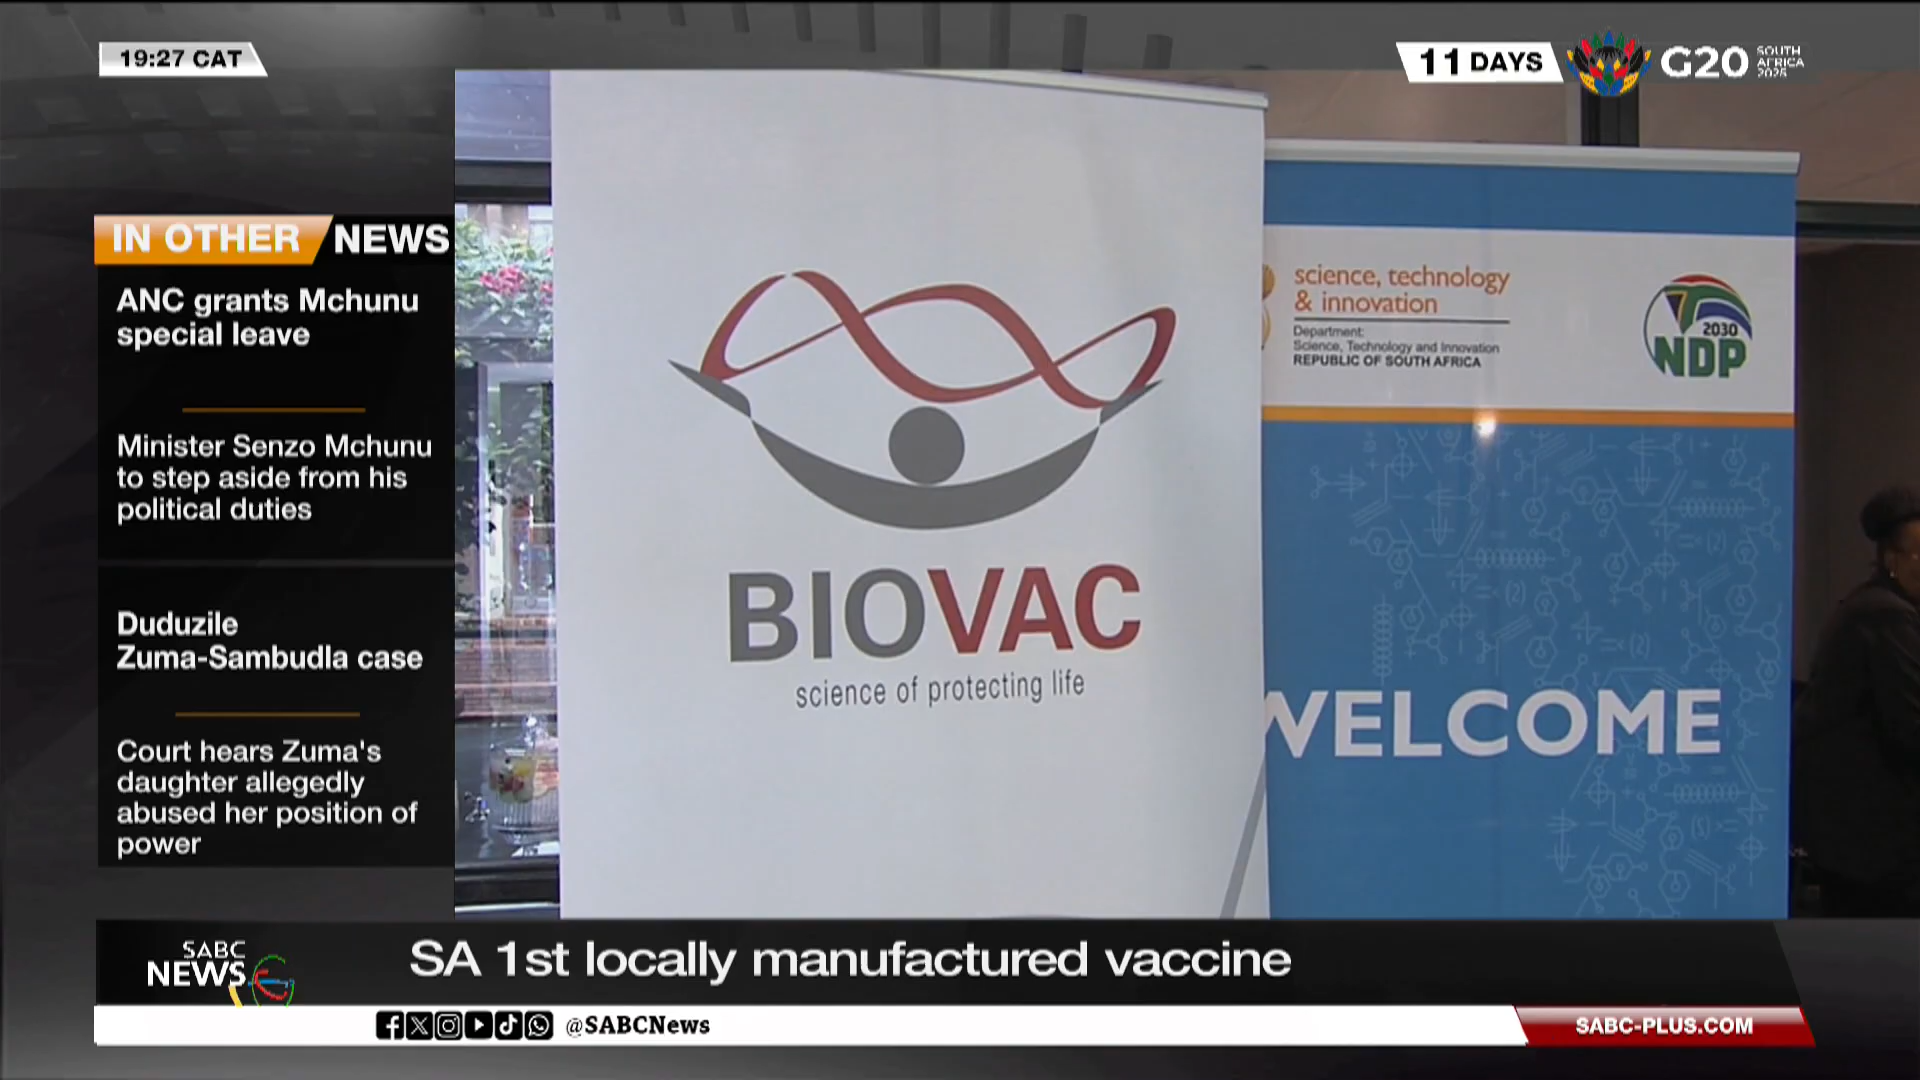 19:27 CAT
11 DAYS
G20
SOUTH
AFRICA
2025
IN OTHER NEWS
ANC grants Mchunu
special leave
Minister Senzo Mchunu
to step aside from his
political duties
Duduzile
Zuma-Sambudla case
Court hears Zuma's
daughter allegedly
abused her position of
power
BIOVAC
science of protecting life
science, technology
& innovation
Department:
Science, Technology and Innovation
REPUBLIC OF SOUTH AFRICA
2030
NDP
WELCOME
SABC
NEWS
SA 1st locally manufactured vaccine
@SABCNews
SABC-PLUS.COM